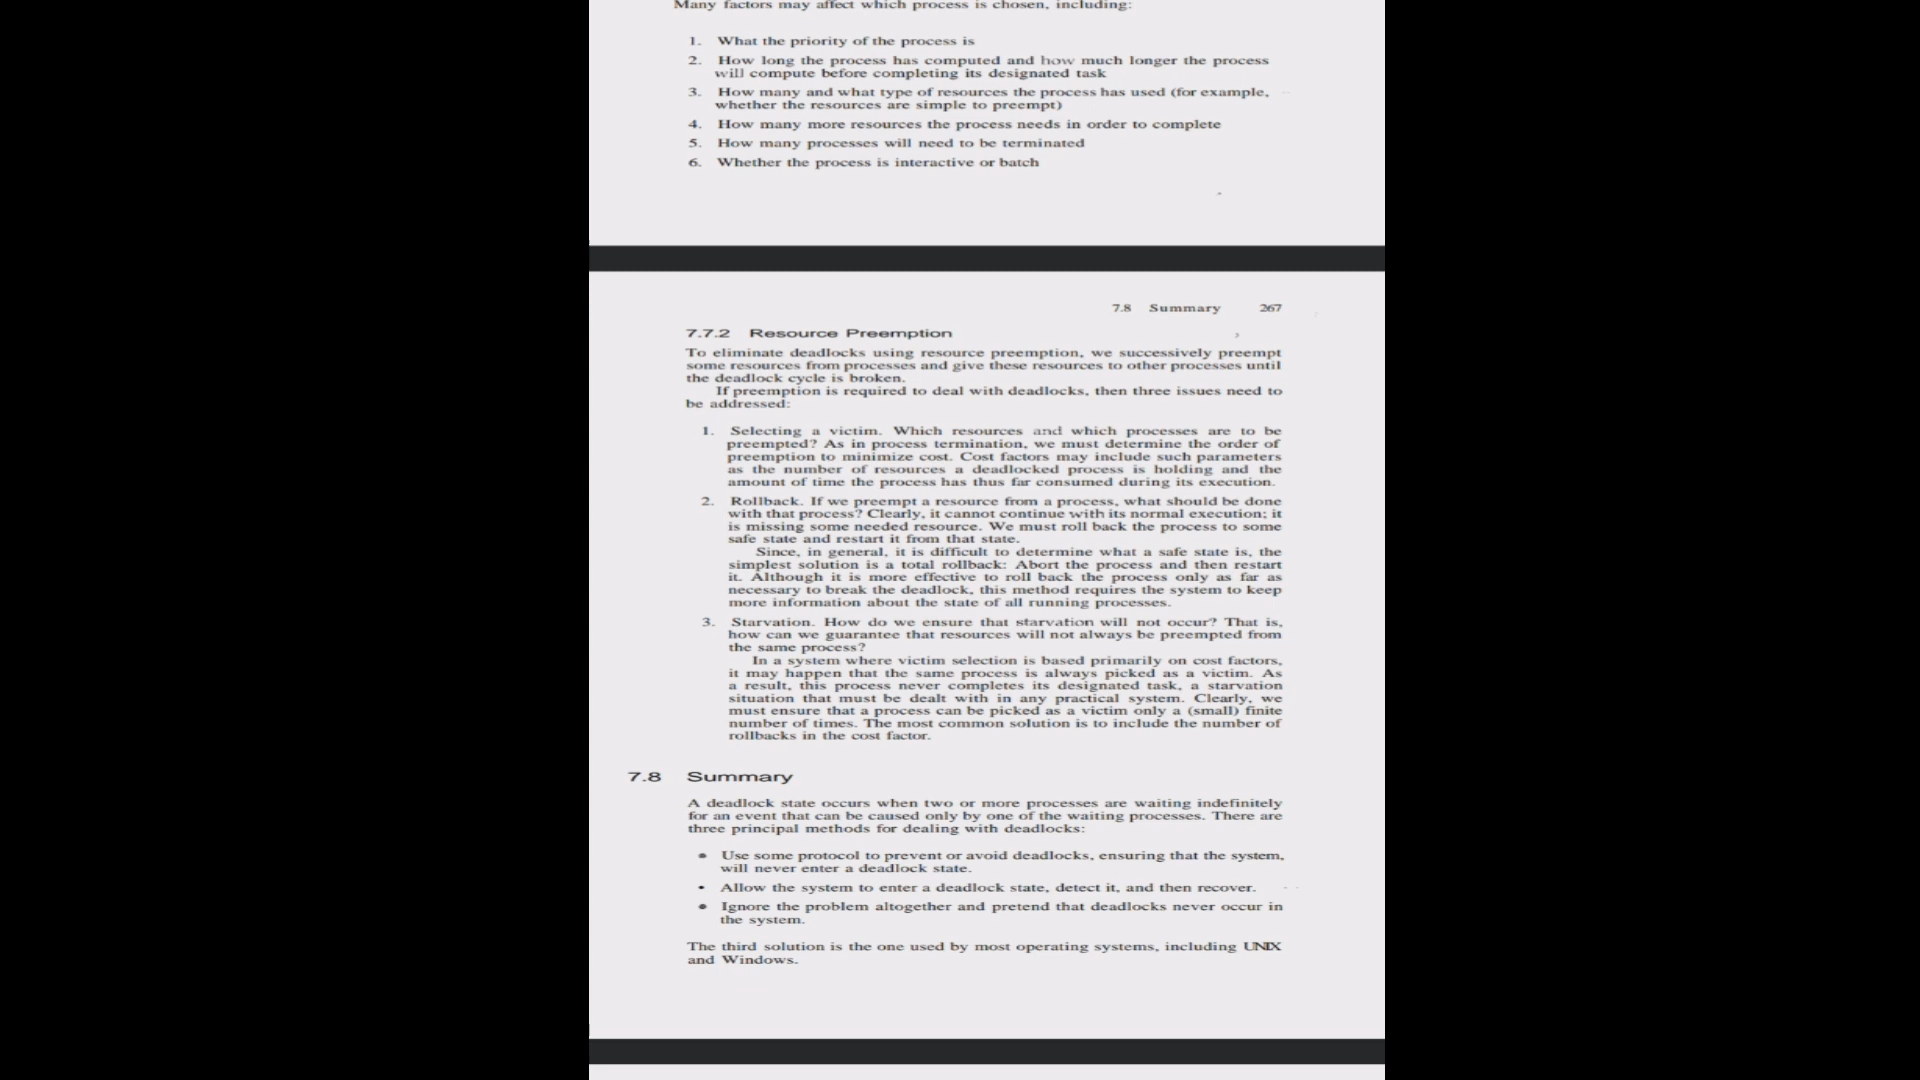 Many factors may affect which process is chosen, including:
1. What the priority of the process is
2. How long the process has computed and how much longer the process
will compute before completing its designated task
3. How many and what type of resources the process has used (for example,
whether the resources are simple to preempt)
4. How many more resources the process needs in order to complete
5. How many processes will need to be terminated
6. Whether the process is interactive or batch
7.8 Summary 267
7.7.2 Resource Preemption
To eliminate deadlocks using resource preemption, we successively preempt
some resources from processes and give these resources to other processes until
the deadlock cycle is broken.
If preemption is required to deal with deadlocks, then three issues need to
be addressed:
1. Selecting a victim. Which resources and which processes are to be
preempted? As in process termination, we must determine the order of
preemption to minimize cost. Cost factors may include such parameters
as the number of resources a deadlocked process is holding and the
amount of time the process has thus far consumed during its execution.
2. Rollback. If we preempt a resource from a process, what should be done
with that process? Clearly, it cannot continue with its normal execution; it
is missing some needed resource. We must roll back the process to some
safe state and restart it from that state.
Since, in general, it is difficult to determine what a safe state is, the
simplest solution is a total rollback: Abort the process and then restart
it. Although it is more effective to roll back the process only as far as
necessary to break the deadlock, this method requires the system to keep
more information about the state of all running processes.
3. Starvation. How do we ensure that starvation will not occur? That is,
how can we guarantee that resources will not always be preempted from
the same process?
In a system where victim selection is based primarily on cost factors,
it may happen that the same process is always picked as a victim. As
a result, this process never completes its designated task, a starvation
situation that must be dealt with in any practical system. Clearly, we
must ensure that a process can be picked as a victim only a (small) finite
number of times. The most common solution is to include the number of
rollbacks in the cost factor.
7.8 Summary
A deadlock state occurs when two or more processes are waiting indefinitely
for an event that can be caused only by one of the waiting processes. There are
three principal methods for dealing with deadlocks:
• Use some protocol to prevent or avoid deadlocks, ensuring that the system,
will never enter a deadlock state.
• Allow the system to enter a deadlock state, detect it, and then recover.
• Ignore the problem altogether and pretend that deadlocks never occur in
the system.
The third solution is the one used by most operating systems, including UNIX
and Windows.